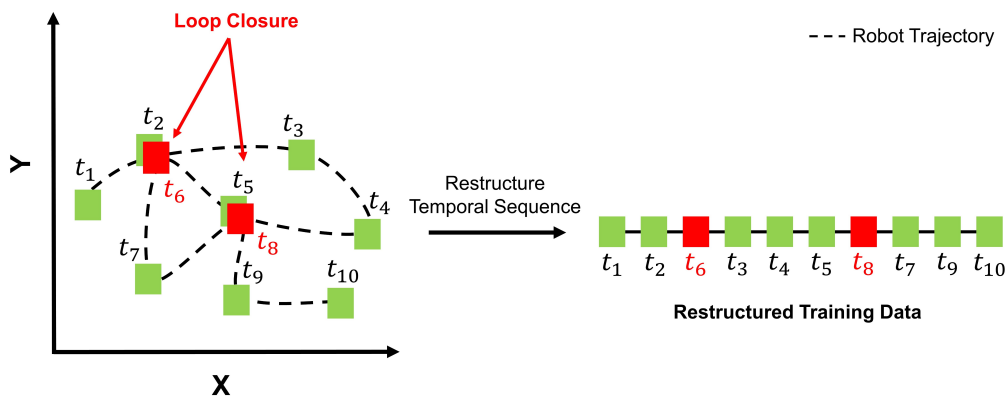 Loop Closure
Robot Trajectory
Y
t₁
t₂
t₃
t₄
t₅
t₆
t₇
t₈
t₉
t₁₀
X
Restructure
Temporal Sequence
t₁ t₂ t₆ t₃ t₄ t₅ t₈ t₇ t₉ t₁₀
Restructured Training Data